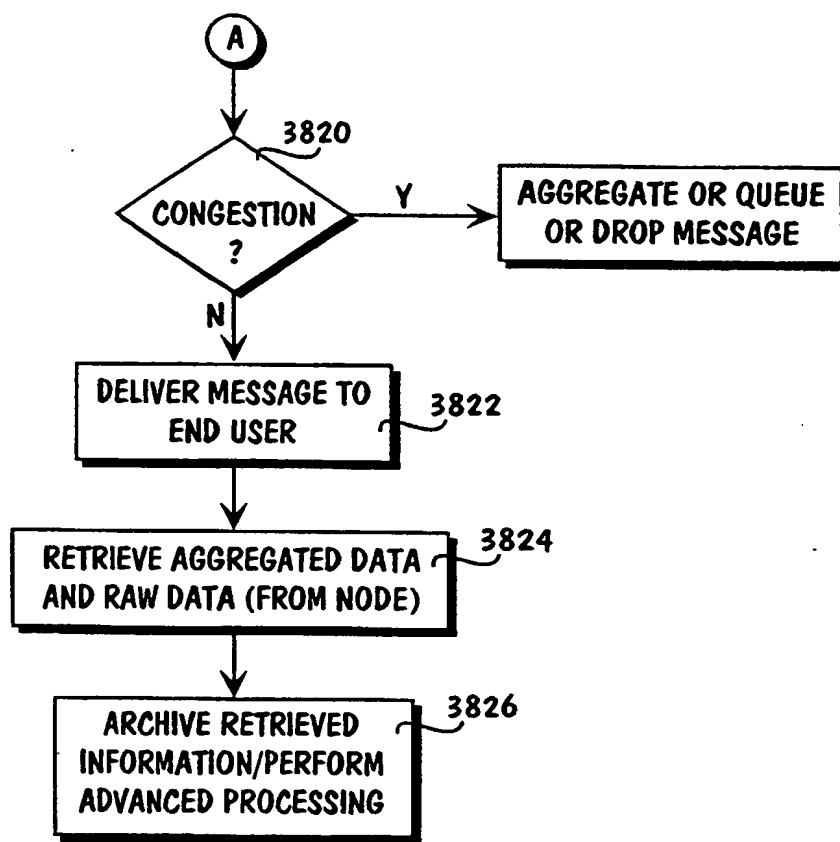 A
3820
CONGESTION
?
Y
AGGREGATE OR QUEUE
OR DROP MESSAGE
N
DELIVER MESSAGE TO
END USER
3822
RETRIEVE AGGREGATED DATA
AND RAW DATA (FROM NODE)
3824
ARCHIVE RETRIEVED
INFORMATION/PERFORM
ADVANCED PROCESSING
3826